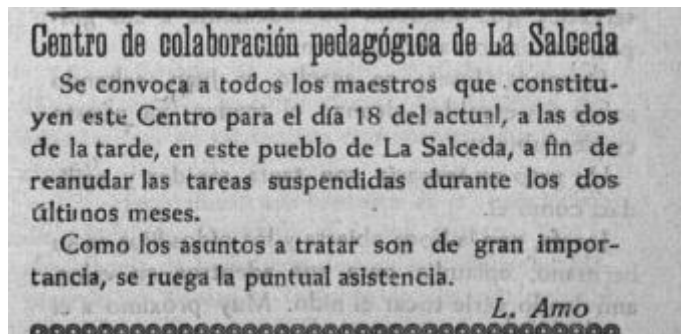 Centro de colaboración pedagógica de La Salceda
Se convoca a todos los maestros que constitu-
yen este Centro para el día 18 del actual, a las dos
de la tarde, en este pueblo de La Salceda, a fin de
reanudar las tareas suspendidas durante los dos
últimos meses.
Como los asuntos a tratar son de gran impor-
tancia, se ruega la puntual asistencia.
L. Amo